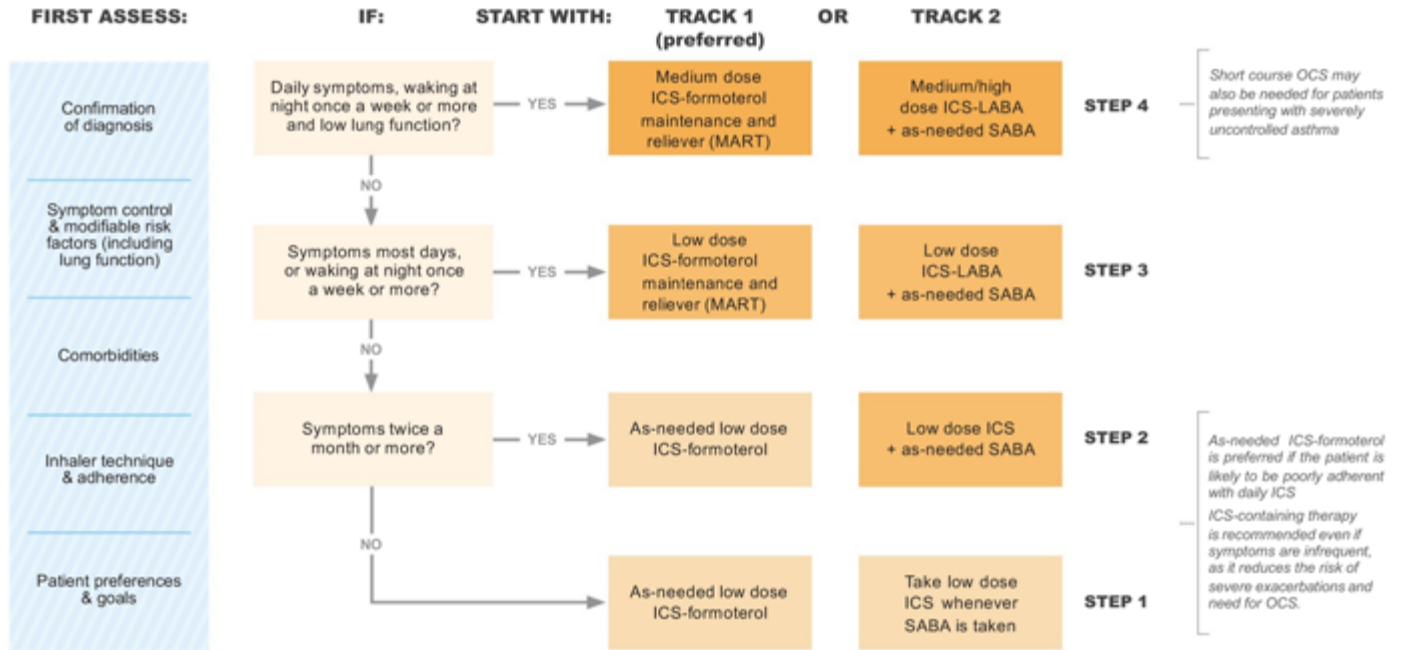 FIRST ASSESS:
IF:
START WITH:
TRACK 1
(preferred)
OR
TRACK 2
Confirmation
of diagnosis
Symptom control
& modifiable risk
factors (including
lung function)
Comorbidities
Inhaler technique
& adherence
Patient preferences
& goals
Daily symptoms, waking at
night once a week or more
and low lung function?
YES
Medium dose
ICS-formoterol
maintenance and
reliever (MART)
Medium/high
dose ICS-LABA
+ as-needed SABA
STEP 4
Short course OCS may
also be needed for patients
presenting with severely
uncontrolled asthma
NO
Symptoms most days,
or waking at night once
a week or more?
YES
Low dose
ICS-formoterol
maintenance and
reliever (MART)
Low dose
ICS-LABA
+ as-needed SABA
STEP 3
NO
Symptoms twice a
month or more?
YES
As-needed low dose
ICS-formoterol
Low dose ICS
+ as-needed SABA
STEP 2
As-needed ICS-formoterol
is preferred if the patient is
likely to be poorly adherent
with daily ICS
ICS-containing therapy
is recommended even if
symptoms are infrequent,
as it reduces the risk of
severe exacerbations and
need for OCS.
NO
As-needed low dose
ICS-formoterol
Take low dose
ICS whenever
SABA is taken
STEP 1